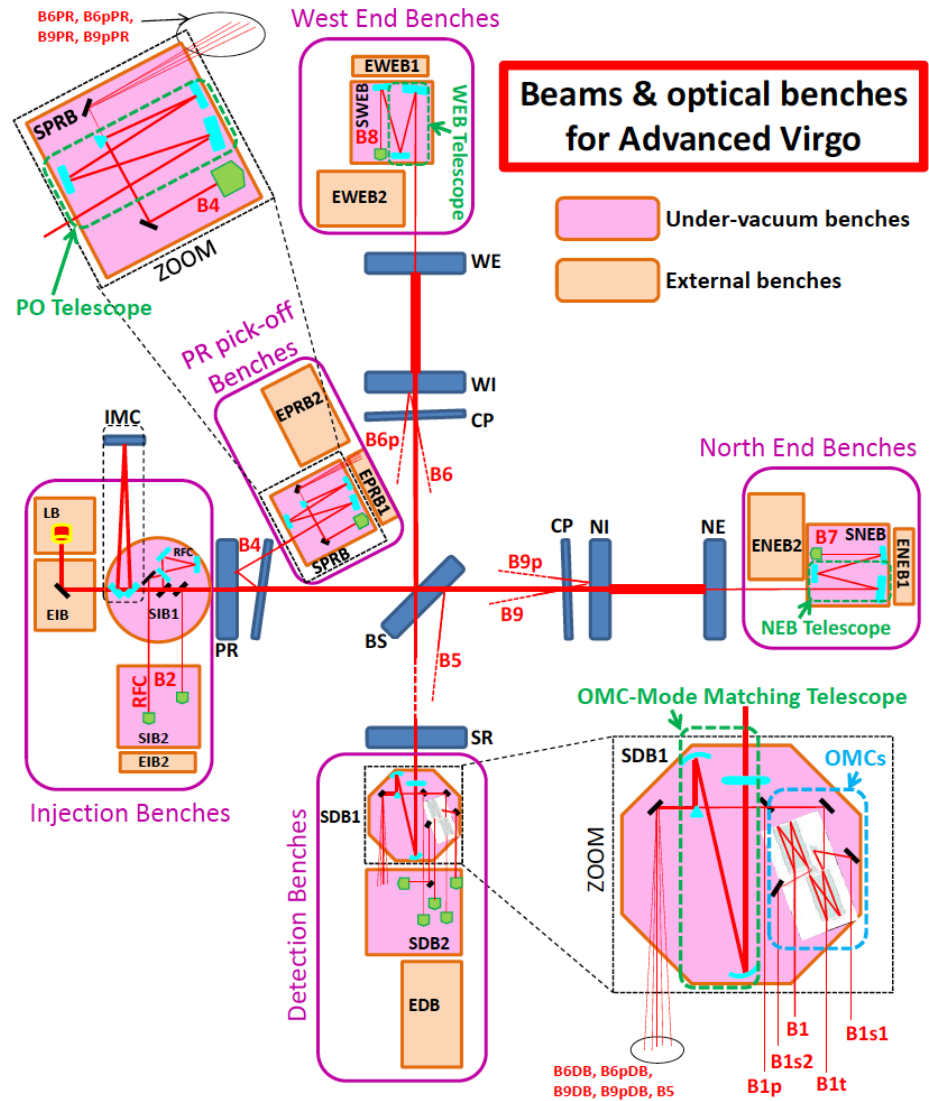 B6PR, B6pPR,
B9PR, B9pPR
West End Benches
Beams & optical benches
for Advanced Virgo
EWEB1
SWEB
B8
WEB Telescope
EWEB2
SPRB
B4
ZOOM
PO Telescope
Under-vacuum benches
External benches
WE
PR pick-off
Benches
WI
CP
EPRB2
B6p
B6
EPRB1
SPRB
B4
IMC
LB
RFC
EIB
SIB1
PR
RFC
B2
SIB2
EIB2
Injection Benches
North End Benches
CP
NI
NE
B9p
B9
ENEB2
B7
SNEB
ENEB1
NEB Telescope
BS
B5
SR
OMC-Mode Matching Telescope
SDB1
SDB1
OMCs
ZOOM
Detection Benches
SDB2
EDB
B1
B1s1
B1s2
B1p
B1t
B6DB, B6pDB,
B9DB, B9pDB, B5